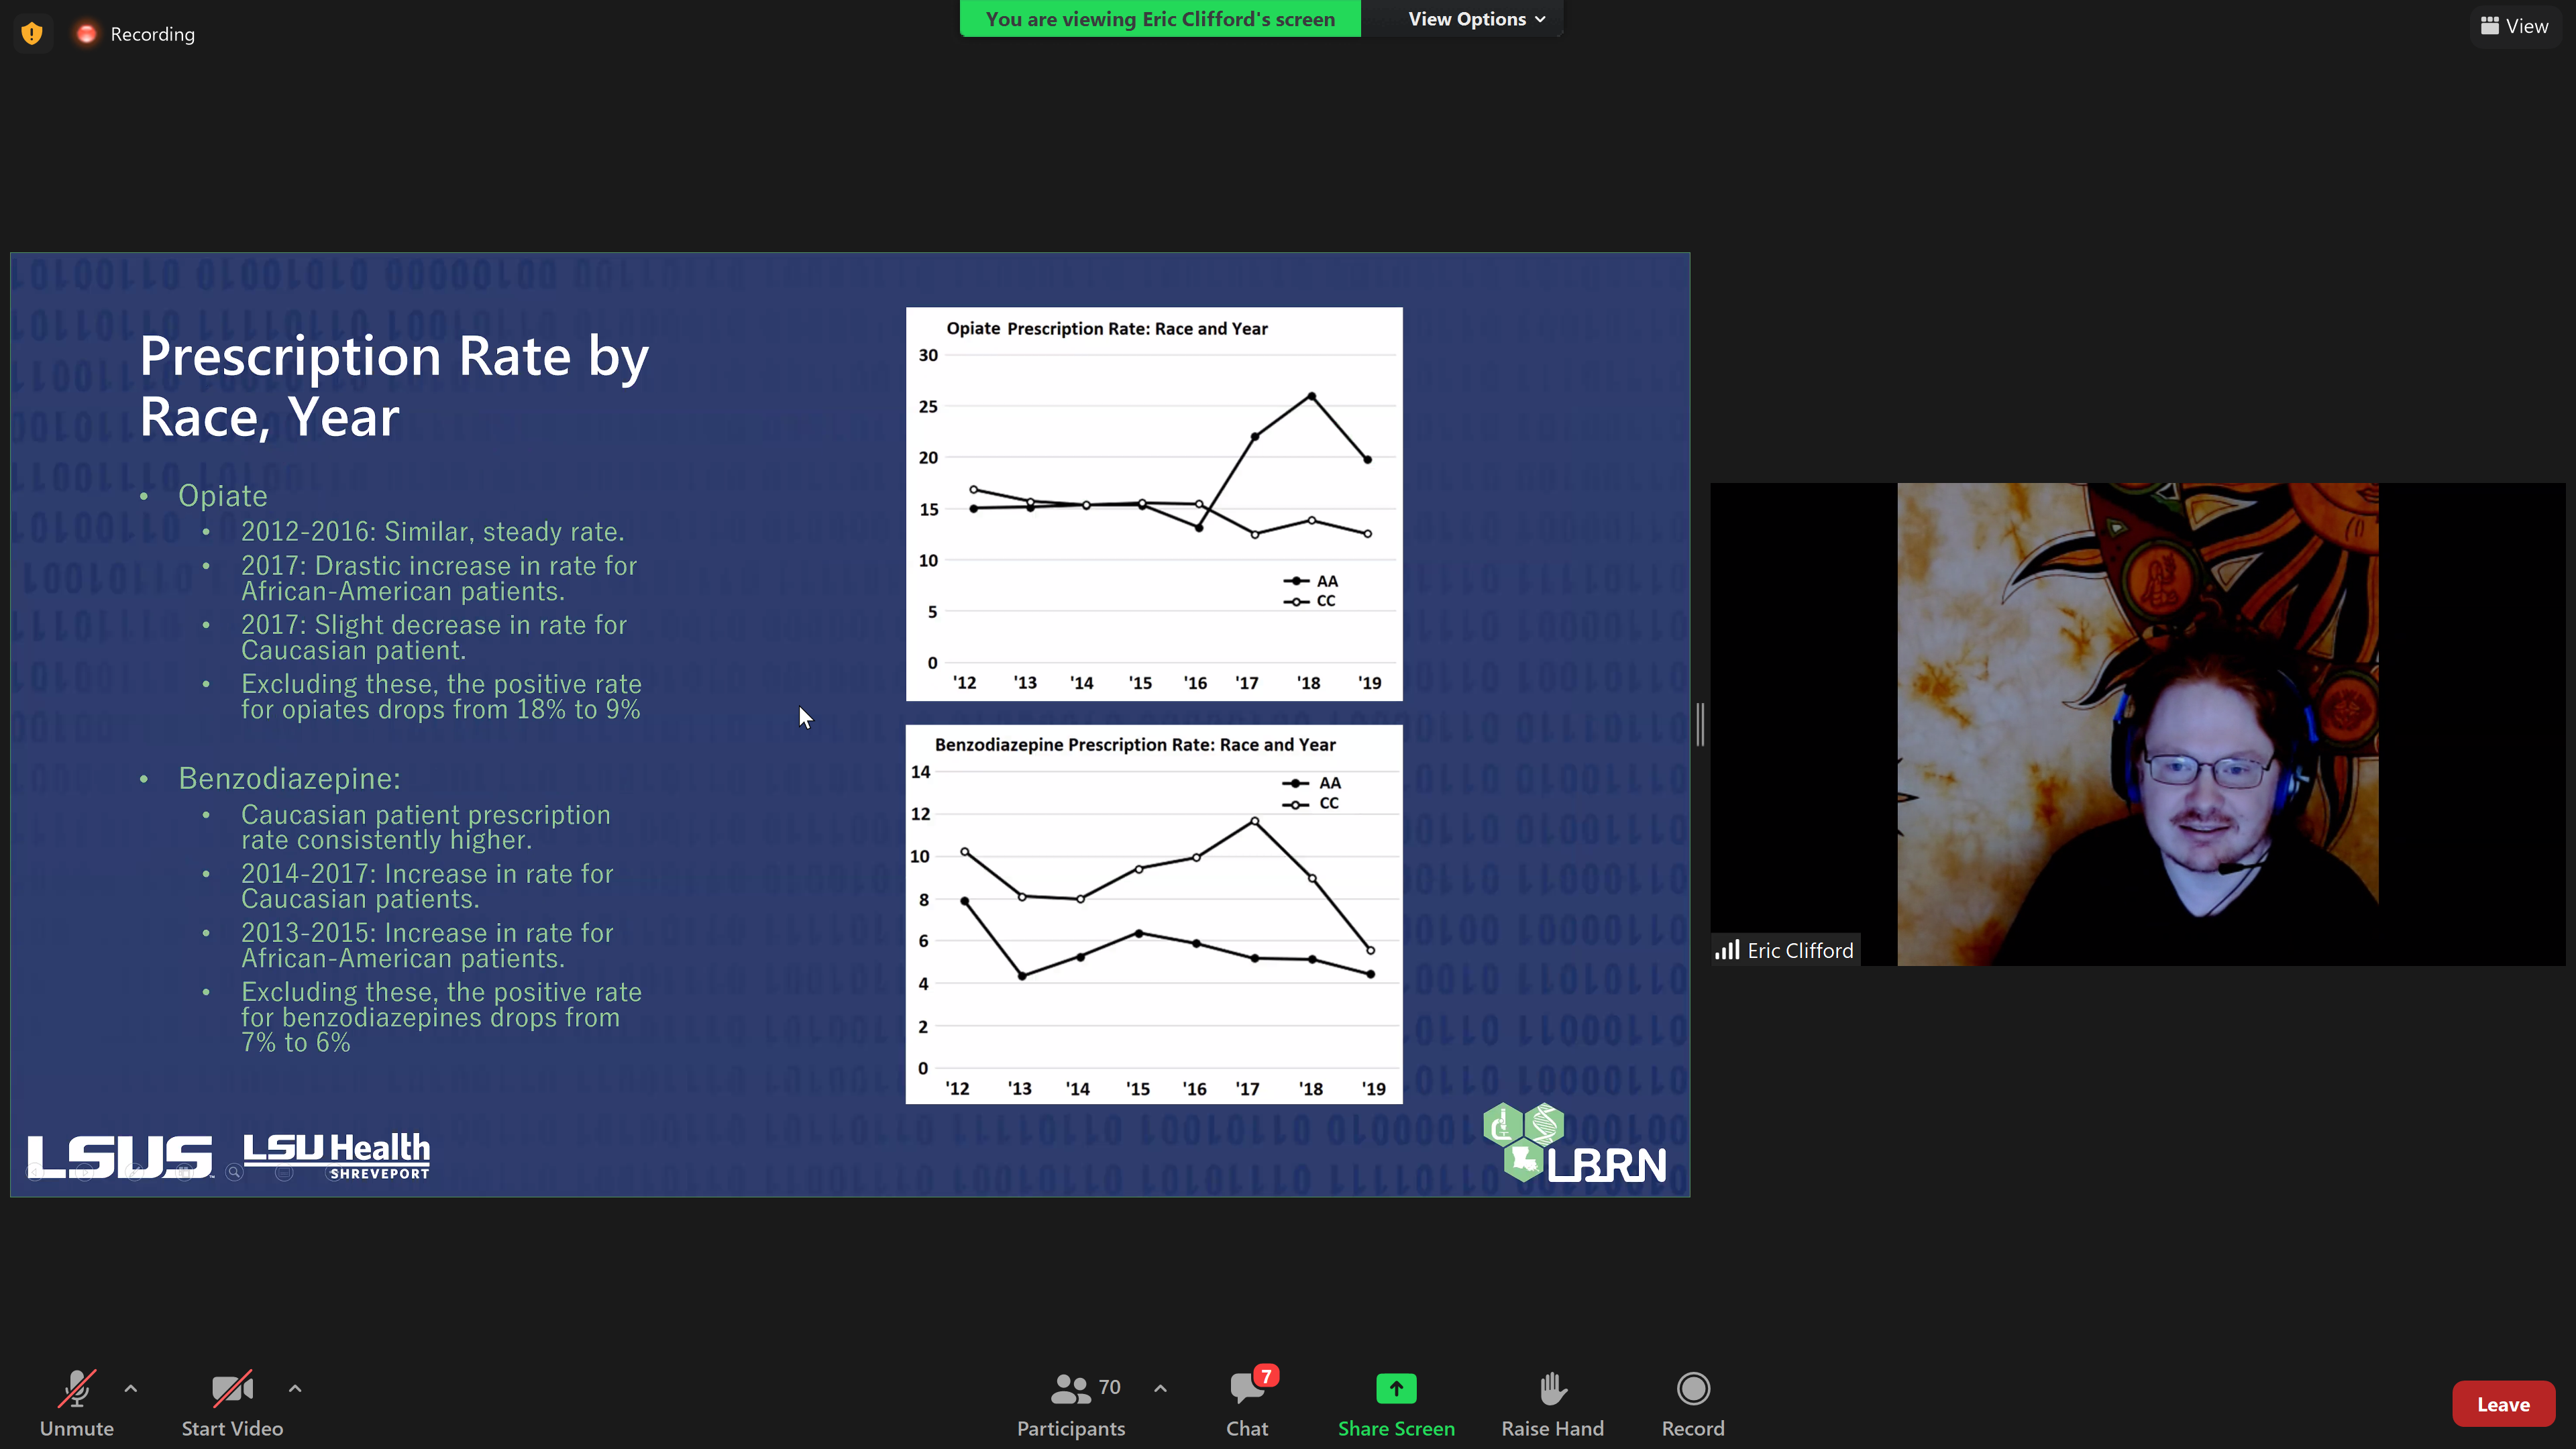 Recording
You are viewing Eric Clifford's screen
View Options
View
Prescription Rate by
Race, Year
• Opiate
• 2012-2016: Similar, steady rate.
• 2017: Drastic increase in rate for
African-American patients.
• 2017: Slight decrease in rate for
Caucasian patient.
• Excluding these, the positive rate
for opiates drops from 18% to 9%
• Benzodiazepine:
• Caucasian patient prescription
rate consistently higher.
• 2014-2017: Increase in rate for
Caucasian patients.
• 2013-2015: Increase in rate for
African-American patients.
• Excluding these, the positive rate
for benzodiazepines drops from
7% to 6%
Opiate Prescription Rate: Race and Year
30
25
20
15
10
5
0
AA
CC
'12 '13 '14 '15 '16 '17 '18 '19
Benzodiazepine Prescription Rate: Race and Year
14
12
10
8
6
4
2
0
AA
CC
'12 '13 '14 '15 '16 '17 '18 '19
LSUS
LSU Health
SHREVEPORT
LBRN
Eric Clifford
Unmute
Start Video
70
Participants
7
Chat
Share Screen
Raise Hand
Record
Leave